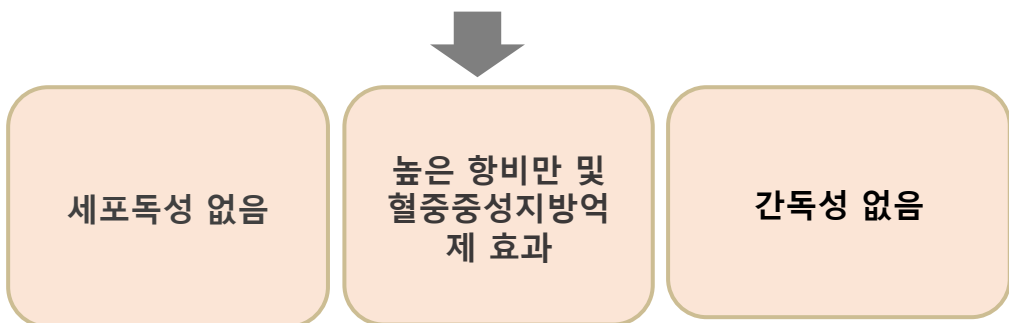 세포독성 없음
높은 항비만 및
혈중중성지방억
제 효과
간독성 없음